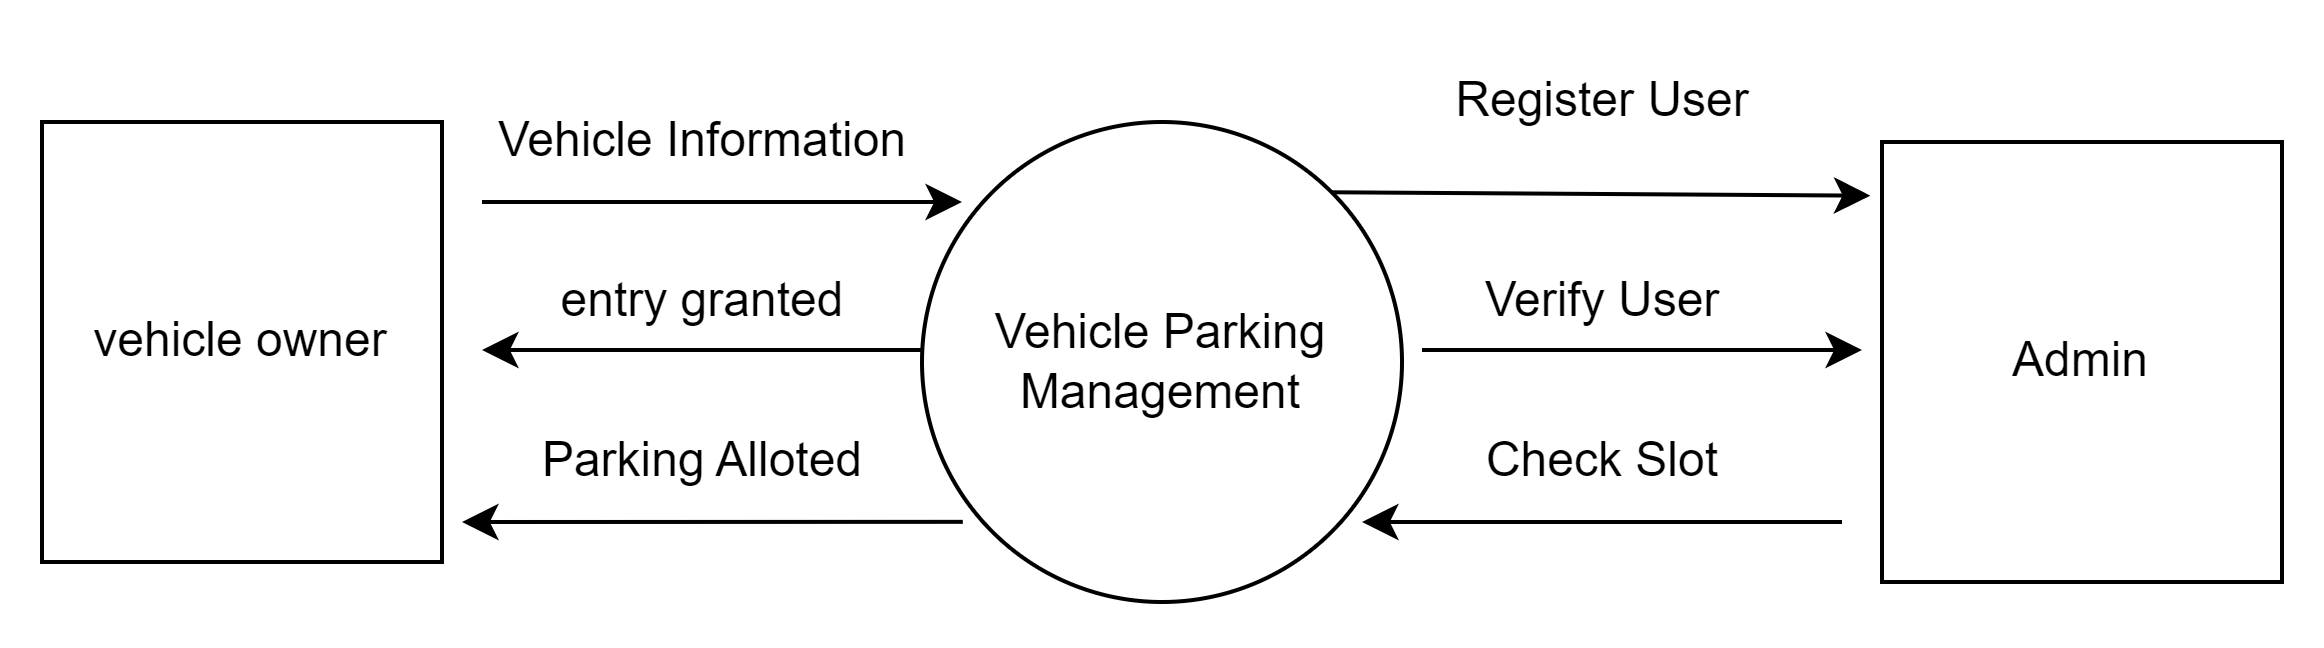 Register User
Vehicle Information
entry granted
Verify User
vehicle owner
Vehicle Parking
Management
Admin
Parking Alloted
Check Slot